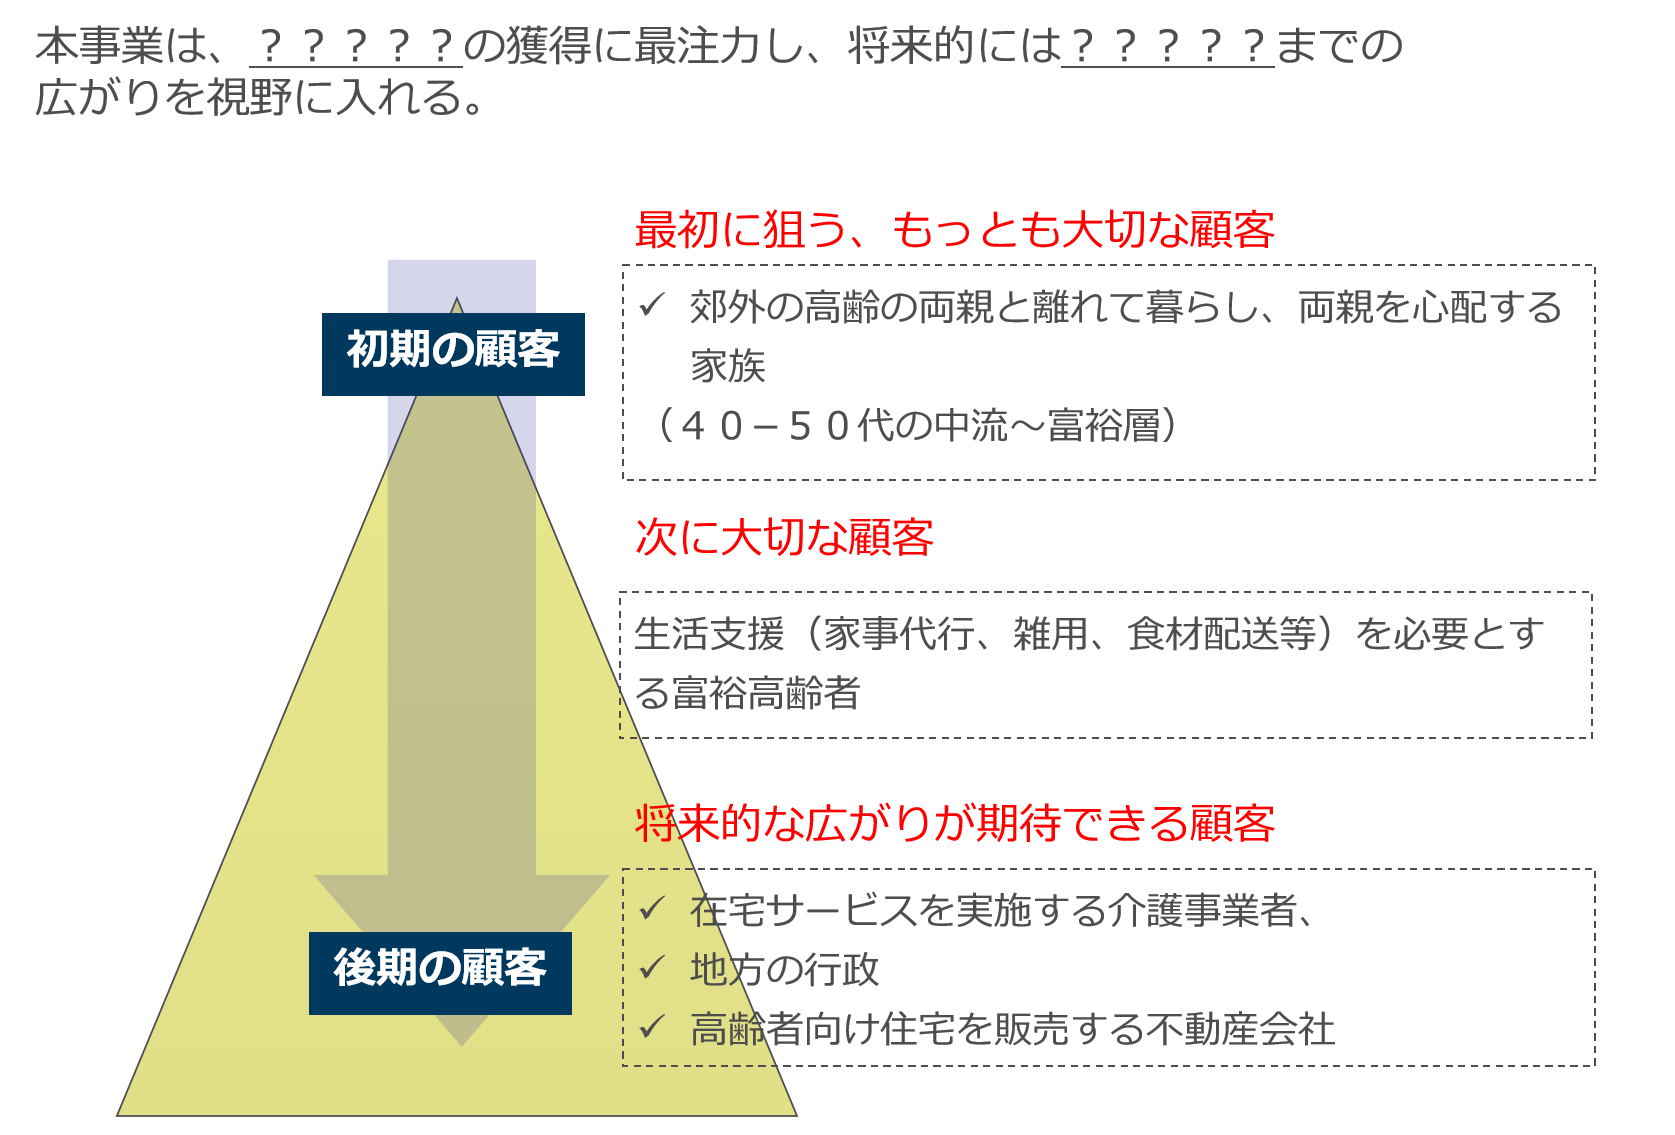 本事業は、？？？？？の獲得に最注力し、将来的には？？？？？までの
広がりを視野に入れる。
最初に狙う、もっとも大切な顧客
初期の顧客
✓ 郊外の高齢の両親と離れて暮らし、両親を心配する
家族
（４０－５０代の中流～富裕層）
次に大切な顧客
生活支援（家事代行、雑用、食材配送等）を必要とす
る富裕高齢者
将来的な広がりが期待できる顧客
✓ 在宅サービスを実施する介護事業者、
後期の顧客
✓ 地方の行政
✓ 高齢者向け住宅を販売する不動産会社